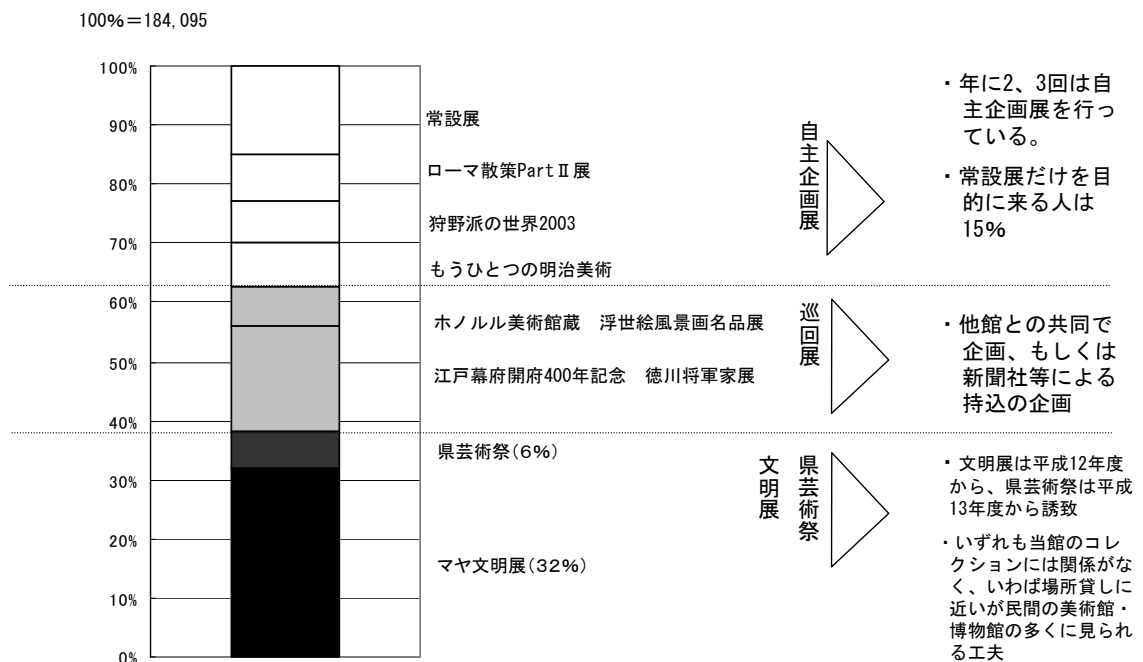 100%＝184,095
100%
90%
80%
70%
60%
50%
40%
30%
20%
10%
0%
常設展
ローマ散策PartⅡ展
狩野派の世界2003
もうひとつの明治美術
ホノルル美術館蔵　浮世絵風景画名品展
江戸幕府開府400年記念　徳川将軍家展
県芸術祭(6%)
マヤ文明展(32%)
自主企画展
巡回展
県芸術祭
文明展
・年に2、3回は自
主企画展を行っ
ている。
・常設展だけを目
的に来る人は
15%
・他館との共同で
企画、もしくは
新聞社等による
持込の企画
・文明展は平成12年度
から、県芸術祭は平成
13年度から誘致
・いずれも当館のコレ
クションには関係がな
く、いわば場所貸しに
近いが民間の美術館・
博物館の多くに見られ
る工夫